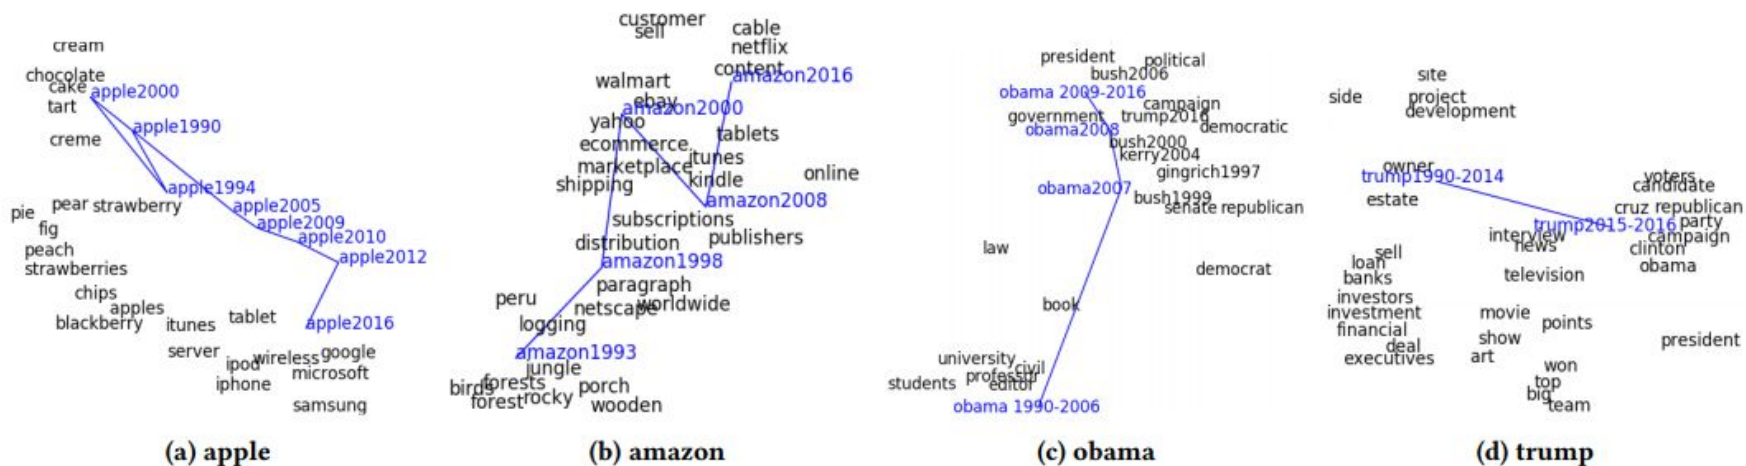 cream
chocolate
cake
apple2000
tart
apple1990
creme
apple1994
pear strawberry
apple2005
pie
fig
apple2009
apple2010
peach
apple2012
strawberries
chips
apples
blackberry
itunes
tablet
apple2016
server
ipod
wireless
google
iphone
microsoft
samsung
(a) apple
customer
sell
cable
netflix
content
walmart
amazon2016
ebay
amazon2000
yahoo
tablets
ecommerce
itunes
marketplace
kindle
online
shipping
amazon2008
subscriptions
distribution
publishers
amazon1998
paragraph
peru
netscape
worldwide
logging
amazon1993
jungle
birds
forests
porch
forest
rocky
wooden
(b) amazon
president
political
bush2006
obama 2009-2016
campaign
government
trump2016
obama2008
democratic
bush2000
kerry2004
gingrich1997
obama2007
bush1999
senate republican
law
democrat
book
university
civil
professor
students
editor
obama 1990-2006
(c) obama
site
side
project
development
owner
trump1990-2014
voters
candidate
estate
cruz republican
trump2015-2016
party
interview
campaign
news
sell
clinton
loan
obama
banks
television
investors
investment
movie
points
financial
show
president
deal
art
executives
won
top
big
team
(d) trump